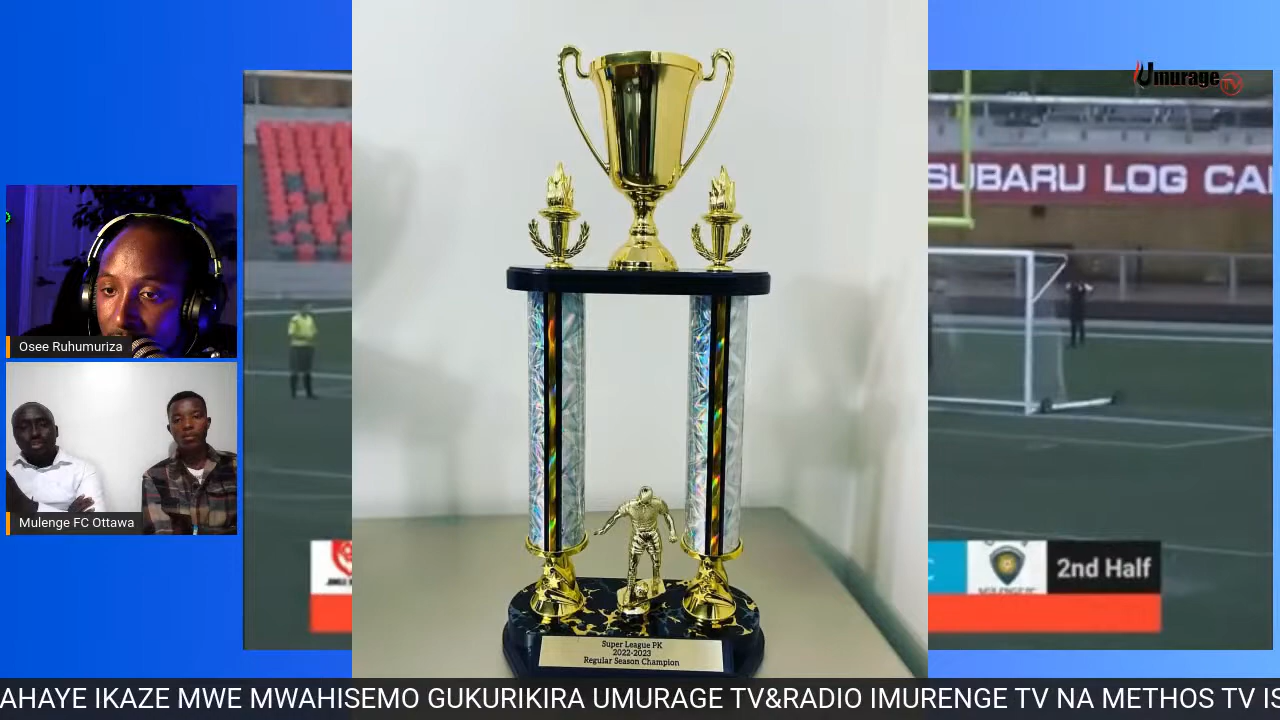 Umurage TV
SUBARU LOG CA
Osee Ruhumuriza
Mulenge FC Ottawa
C
2nd Half
Super League PK
2022-2023
Regular Season Champion
AHAYE IKAZE MWE MWAHISEMO GUKURIKIRA UMURAGE TV&RADIO IMURENGE TV NA METHOS TV IS